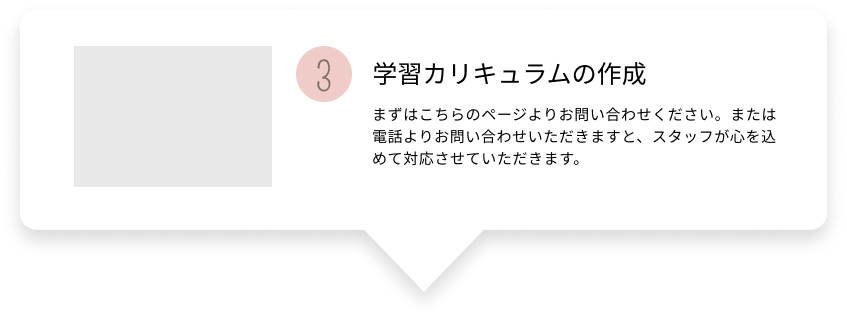 3
学習カリキュラムの作成
まずはこちらのページよりお問い合わせください。または
電話よりお問い合わせいただきますと、スタッフが心を込
めて対応させていただきます。